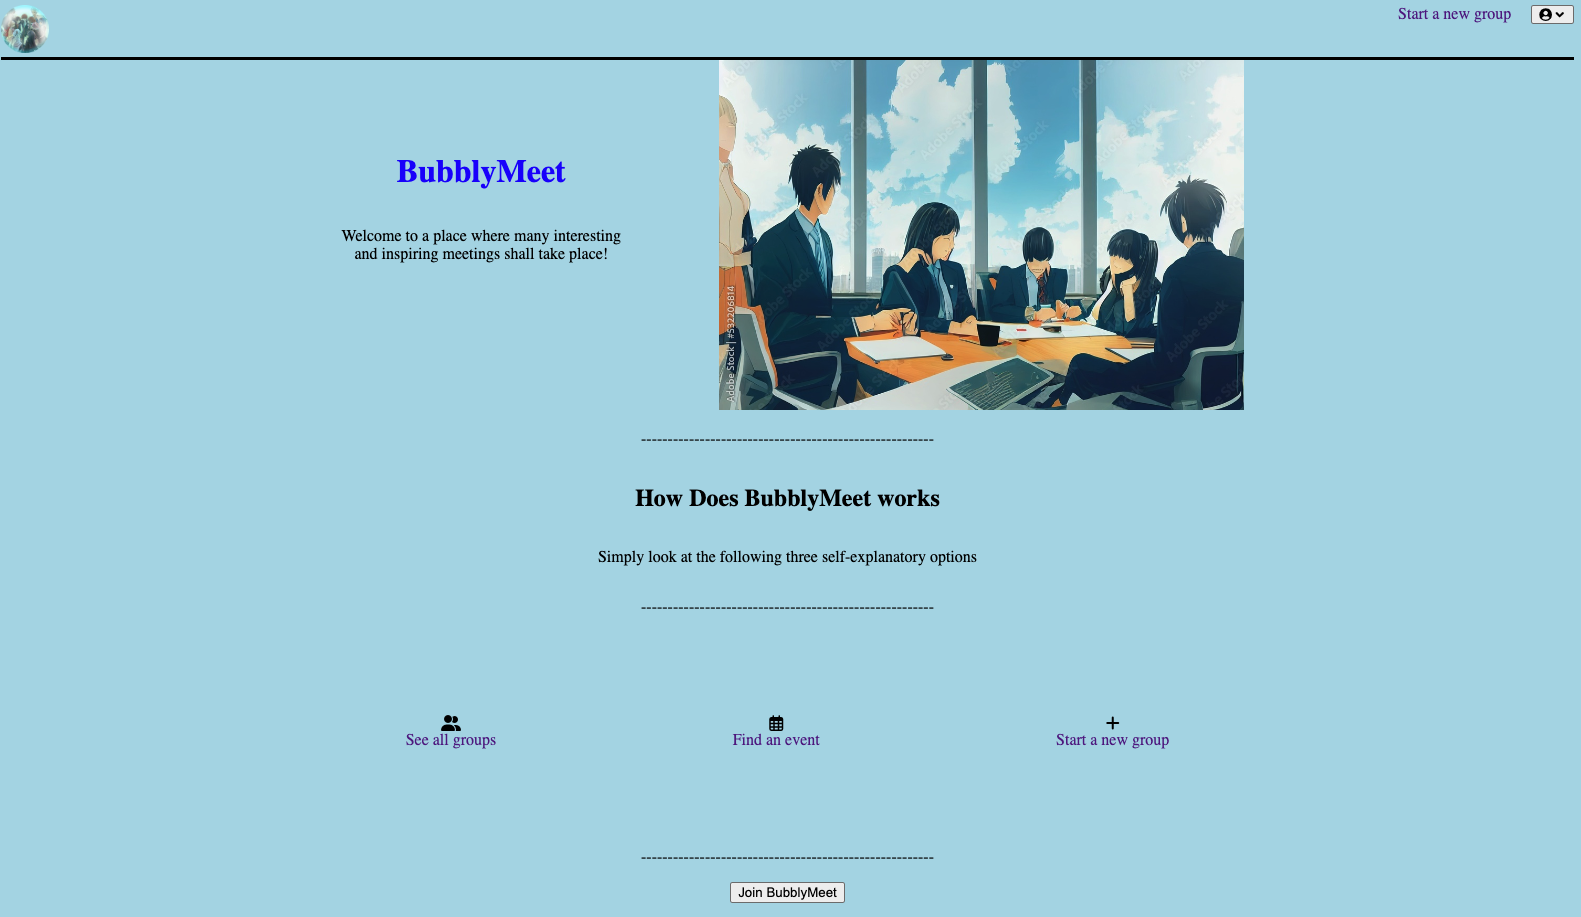 Start a new group
BubblyMeet
Welcome to a place where many interesting
and inspiring meetings shall take place!
Adobe Stock | #532206814
-------------------------------------------------------
How Does BubblyMeet works
Simply look at the following three self-explanatory options
-------------------------------------------------------
See all groups
Find an event
Start a new group
-------------------------------------------------------
Join BubblyMeet